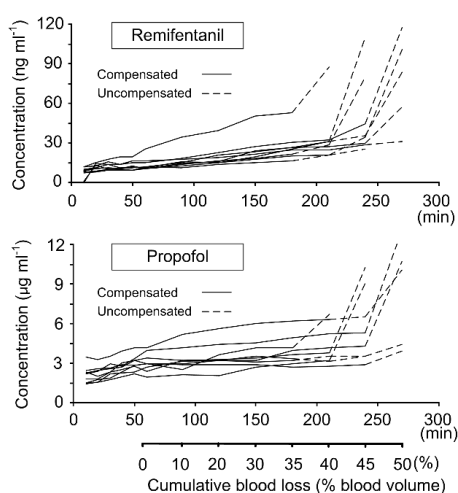 Concentration (ng ml-1)
120
90
60
30
0
Remifentanil
Compensated
Uncompensated
0 50 100 150 200 250 300
(min)
Concentration (µg ml-1)
12
9
6
3
0
Propofol
Compensated
Uncompensated
0 50 100 150 200 250 300
(min)
0 10 20 30 35 40 45 50 (%)
Cumulative blood loss (% blood volume)